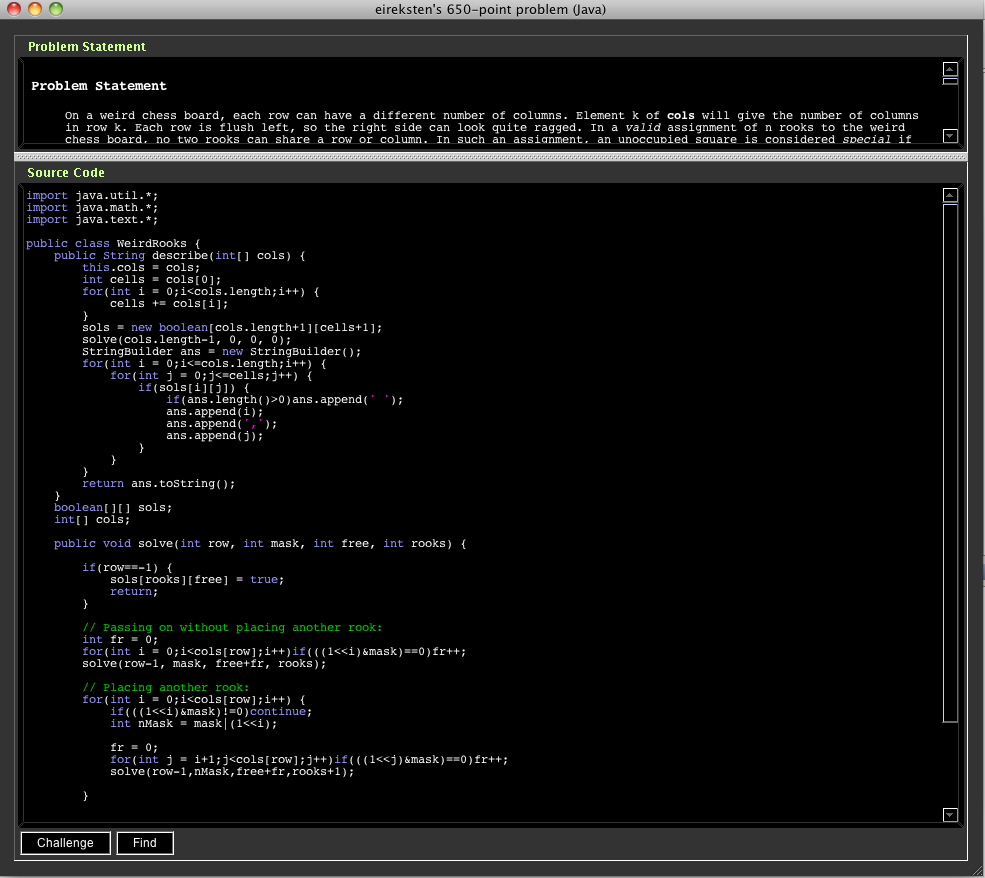 eireksten's 650-point problem (Java)
Problem Statement
Problem Statement
On a weird chess board, each row can have a different number of columns. Element k of cols will give the number of columns
in row k. Each row is flush left, so the right side can look quite ragged. In a valid assignment of n rooks to the weird
chess board, no two rooks can share a row or column. In such an assignment, an unoccupied square is considered special if
Source Code
import java.util.*;
import java.math.*;
import java.text.*;
public class WeirdRooks {
public String describe(int[] cols) {
this.cols = cols;
int cells = cols[0];
for(int i = 0;i<cols.length;i++) {
cells += cols[i];
}
sols = new boolean[cols.length+1][cells+1];
solve(cols.length-1, 0, 0, 0);
StringBuilder ans = new StringBuilder();
for(int i = 0;i<=cols.length;i++) {
for(int j = 0;j<=cells;j++) {
if(sols[i][j]) {
if(ans.length()>0)ans.append(' ');
ans.append(i);
ans.append(',');
ans.append(j);
}
}
}
return ans.toString();
}
boolean[][] sols;
int[] cols;
public void solve(int row, int mask, int free, int rooks) {
if(row==-1) {
sols[rooks][free] = true;
return;
}
// Passing on without placing another rook:
int fr = 0;
for(int i = 0;i<cols[row];i++)if(((1<<i)&mask)==0)fr++;
solve(row-1, mask, free+fr, rooks);
// Placing another rook:
for(int i = 0;i<cols[row];i++) {
if(((1<<i)&mask)!=0)continue;
int nMask = mask|(1<<i);
fr = 0;
for(int j = i+1;j<cols[row];j++)if(((1<<j)&mask)==0)fr++;
solve(row-1,nMask,free+fr,rooks+1);
}
Challenge
Find